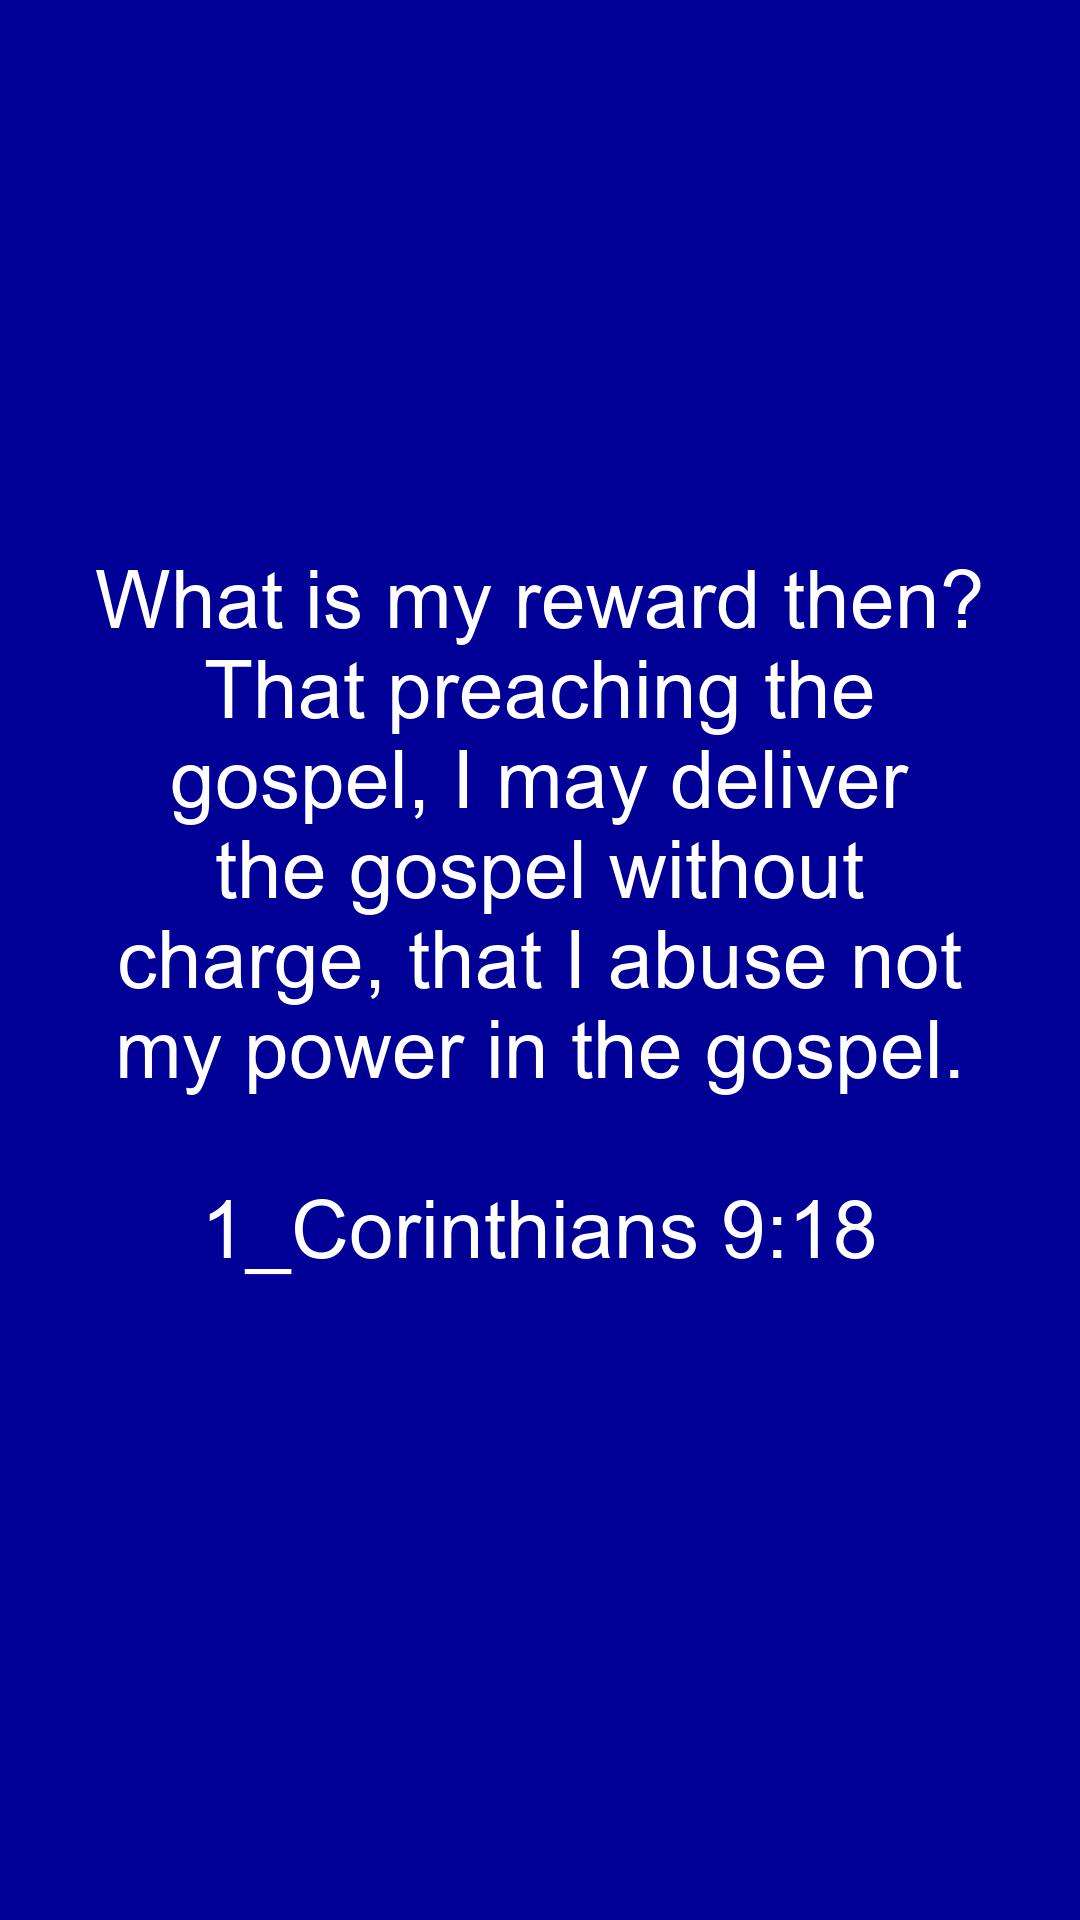 What is my reward then?
That preaching the
gospel, I may deliver
the gospel without
charge, that I abuse not
my power in the gospel.
1_Corinthians 9:18